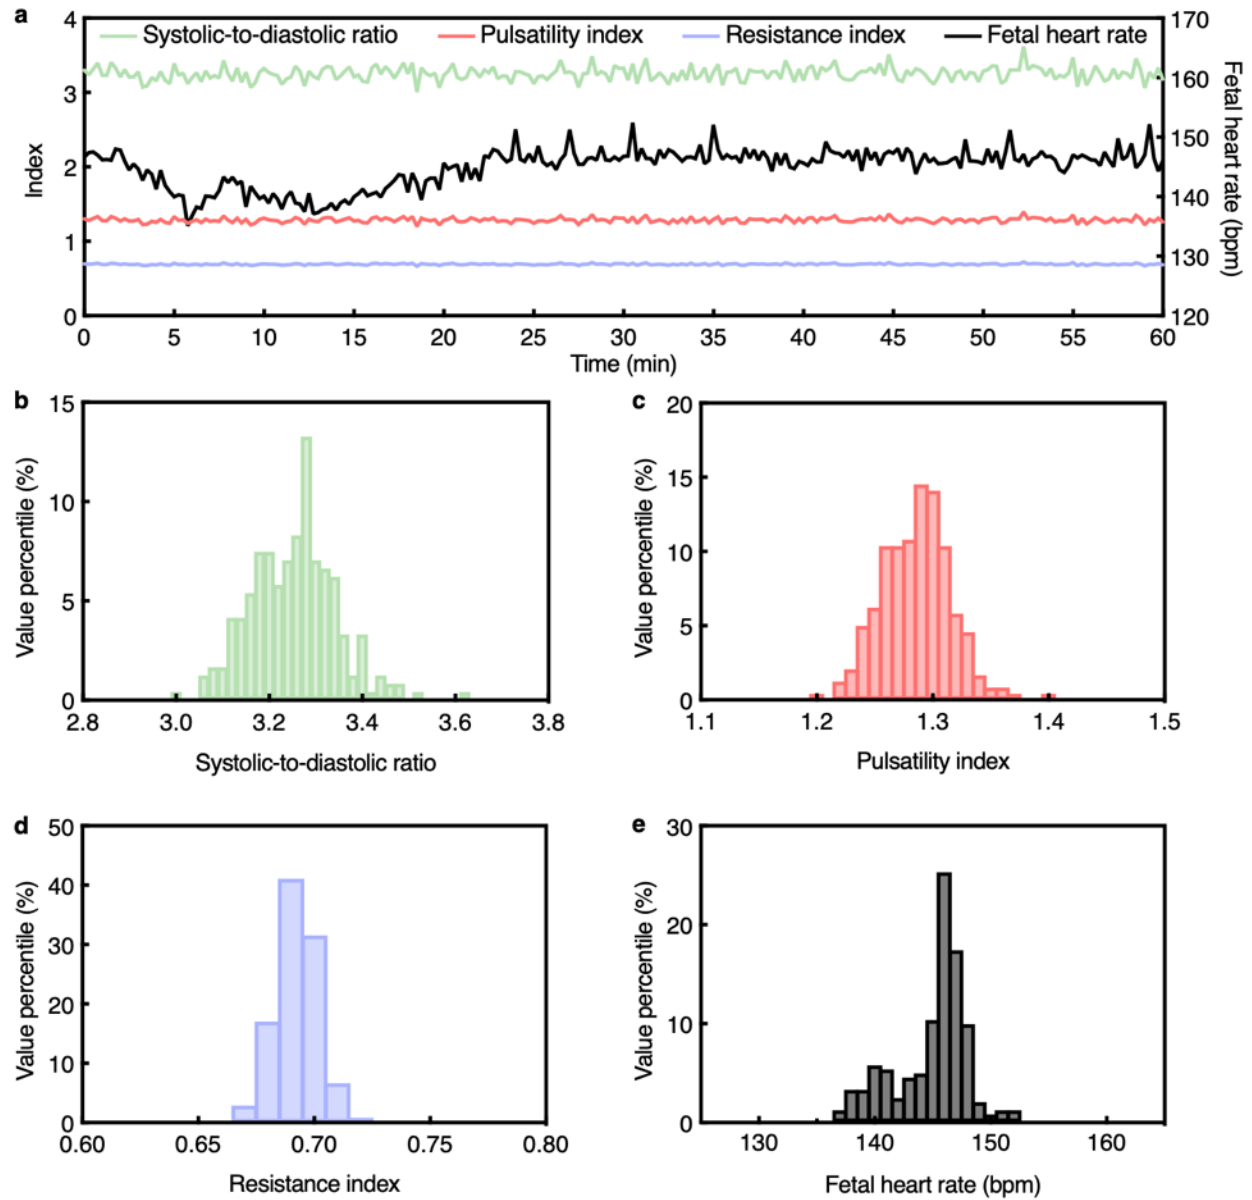 a
Systolic-to-diastolic ratio Pulsatility index Resistance index Fetal heart rate
4 3 2 1 0
Index
170 160 150 140 130 120
Fetal heart rate (bpm)
0 5 10 15 20 25 30 35 40 45 50 55 60
Time (min)
b
15 10 5 0
Value percentile (%)
2.8 3.0 3.2 3.4 3.6 3.8
Systolic-to-diastolic ratio
c
20 15 10 5 0
Value percentile (%)
1.1 1.2 1.3 1.4 1.5
Pulsatility index
d
50 40 30 20 10 0
Value percentile (%)
0.60 0.65 0.70 0.75 0.80
Resistance index
e
30 20 10 0
Value percentile (%)
130 140 150 160
Fetal heart rate (bpm)